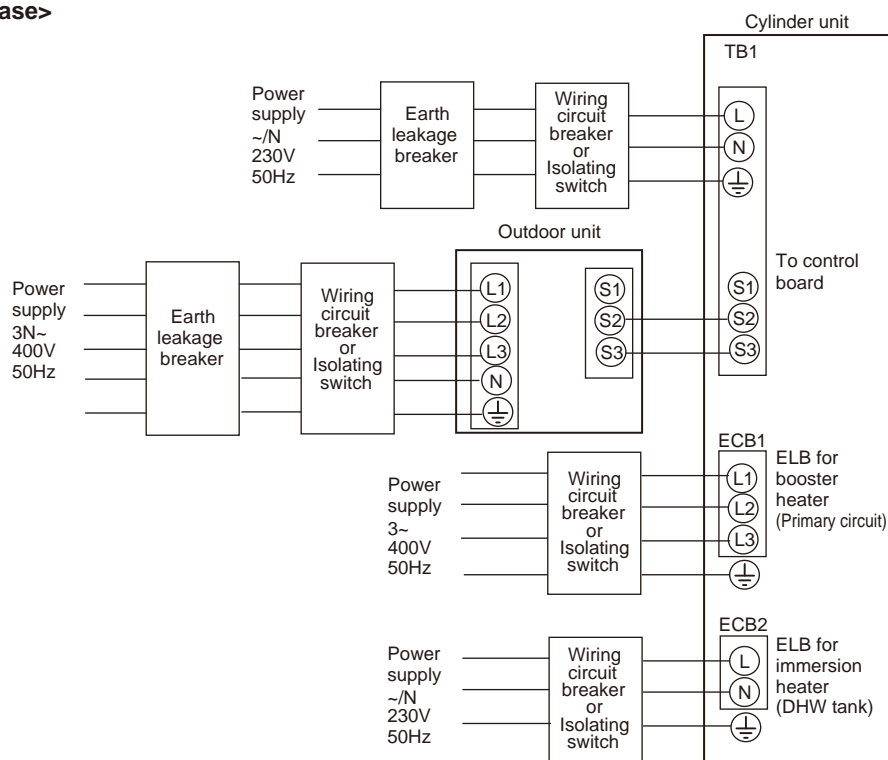 ase>
Cylinder unit
TB1
Power
supply
~/N
230V
50Hz
Earth
leakage
breaker
Wiring
circuit
breaker
or
Isolating
switch
L
N
Outdoor unit
Power
supply
3N~
400V
50Hz
Earth
leakage
breaker
Wiring
circuit
breaker
or
Isolating
switch
L1
L2
L3
N
S1
S2
S3
S1
S2
S3
To control
board
Power
supply
3~
400V
50Hz
Wiring
circuit
breaker
or
Isolating
switch
ECB1
L1
L2
L3
ELB for
booster
heater
(Primary circuit)
Power
supply
~/N
230V
50Hz
Wiring
circuit
breaker
or
Isolating
switch
ECB2
L
N
ELB for
immersion
heater
(DHW tank)